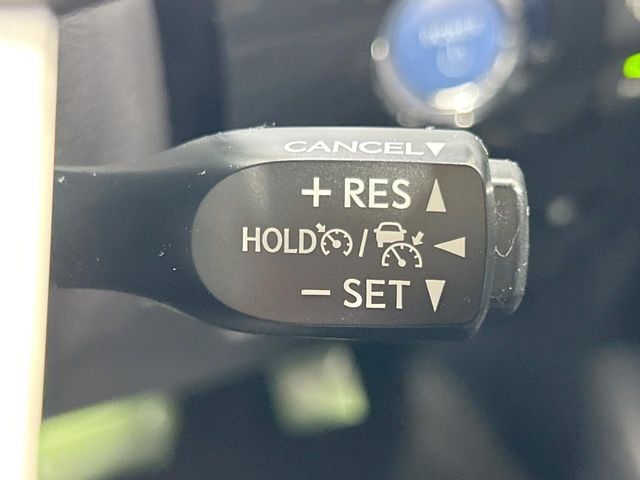 CANCEL
+ RES
HOLD /
− SET